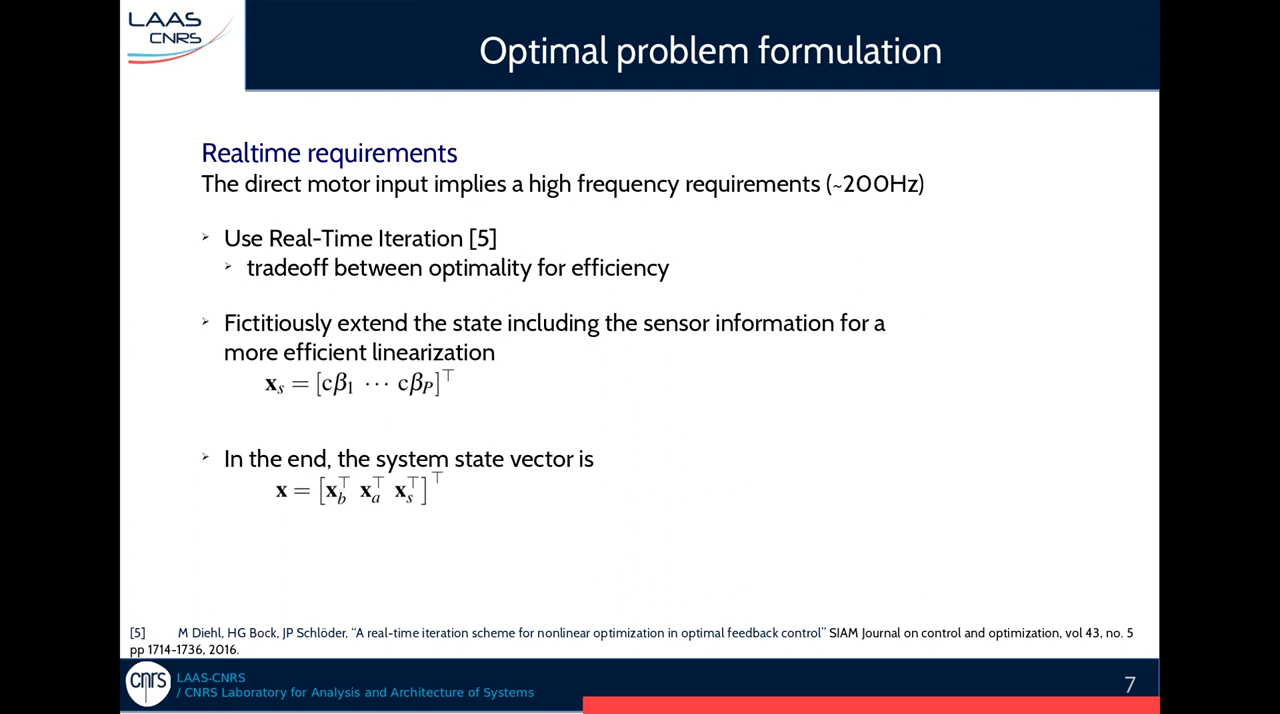 LAAS
CNRS
Optimal problem formulation
Realtime requirements
The direct motor input implies a high frequency requirements (~200Hz)
➢ Use Real-Time Iteration [5]
➢ tradeoff between optimality for efficiency
➢ Fictitiously extend the state including the sensor information for a
more efficient linearization
𝐱ₛ = [cβ₁ ⋯ cβ_P]^⊤
➢ In the end, the system state vector is
𝐱 = [𝐱_b^⊤ 𝐱_a^⊤ 𝐱_s^⊤]^⊤
[5] M Diehl, HG Bock, JP Schlöder, “A real-time iteration scheme for nonlinear optimization in optimal feedback control” SIAM Journal on control and optimization, vol 43, no. 5
pp 1714-1736, 2016.
cnrs
LAAS-CNRS
/ CNRS Laboratory for Analysis and Architecture of Systems
7